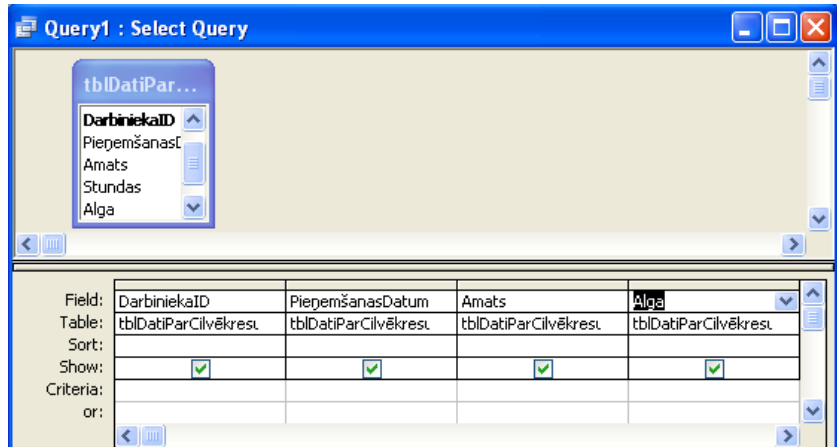 Query1 : Select Query
tblDatiPar...
DarbiniekaID
PieņemšanasD
Amats
Stundas
Alga
Field: DarbiniekaID PieņemšanasDatum Amats Alga
Table: tblDatiParCilvēkresu tblDatiParCilvēkresu tblDatiParCilvēkresu tblDatiParCilvēkresu
Sort:
Show:
Criteria:
or: